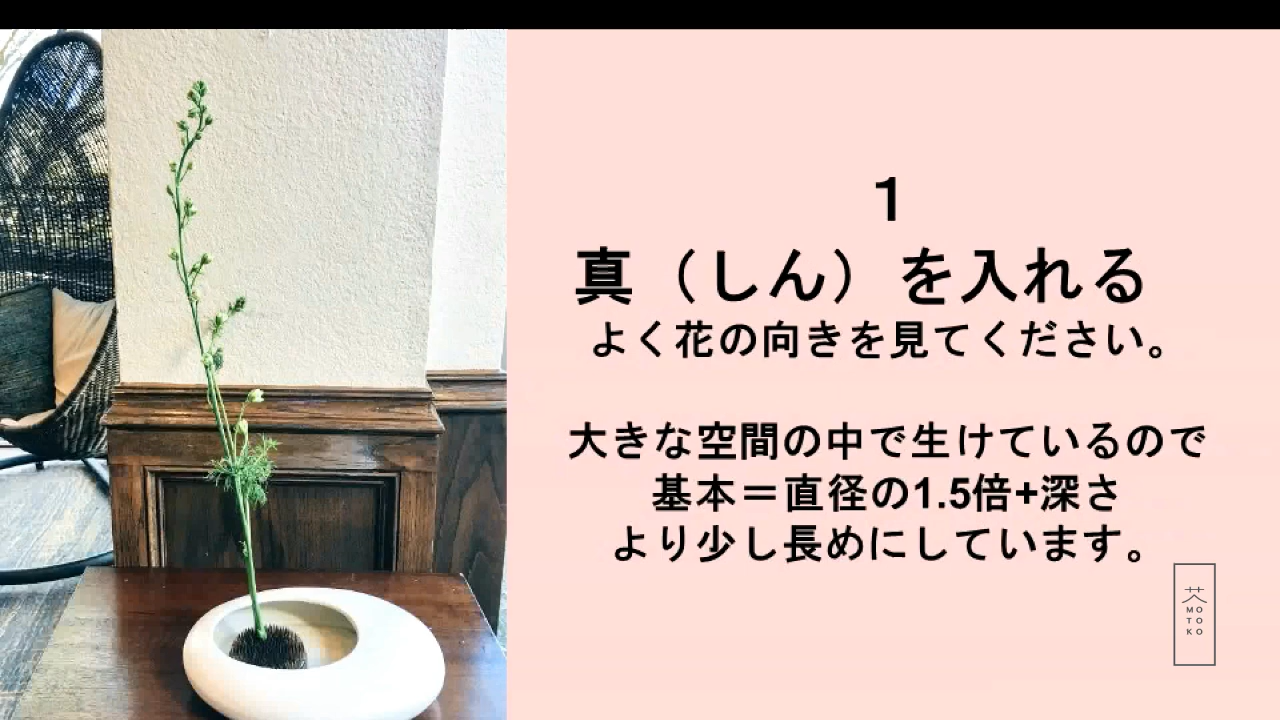 1
真（しん）を入れる
よく花の向きを見てください。
大きな空間の中で生けているので
基本＝直径の1.5倍+深さ
より少し長めにしています。
MOTOKO